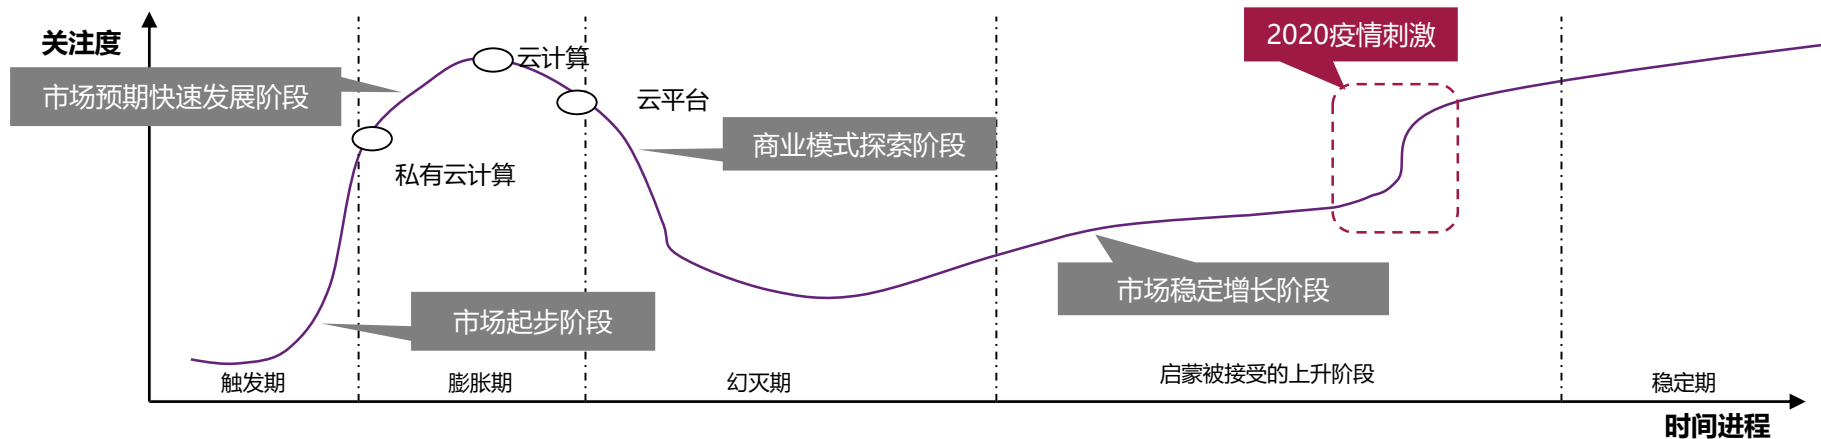 关注度
2020疫情刺激
云计算
市场预期快速发展阶段
云平台
商业模式探索阶段
私有云计算
市场稳定增长阶段
市场起步阶段
触发期
膨胀期
幻灭期
启蒙被接受的上升阶段
稳定期
时间进程